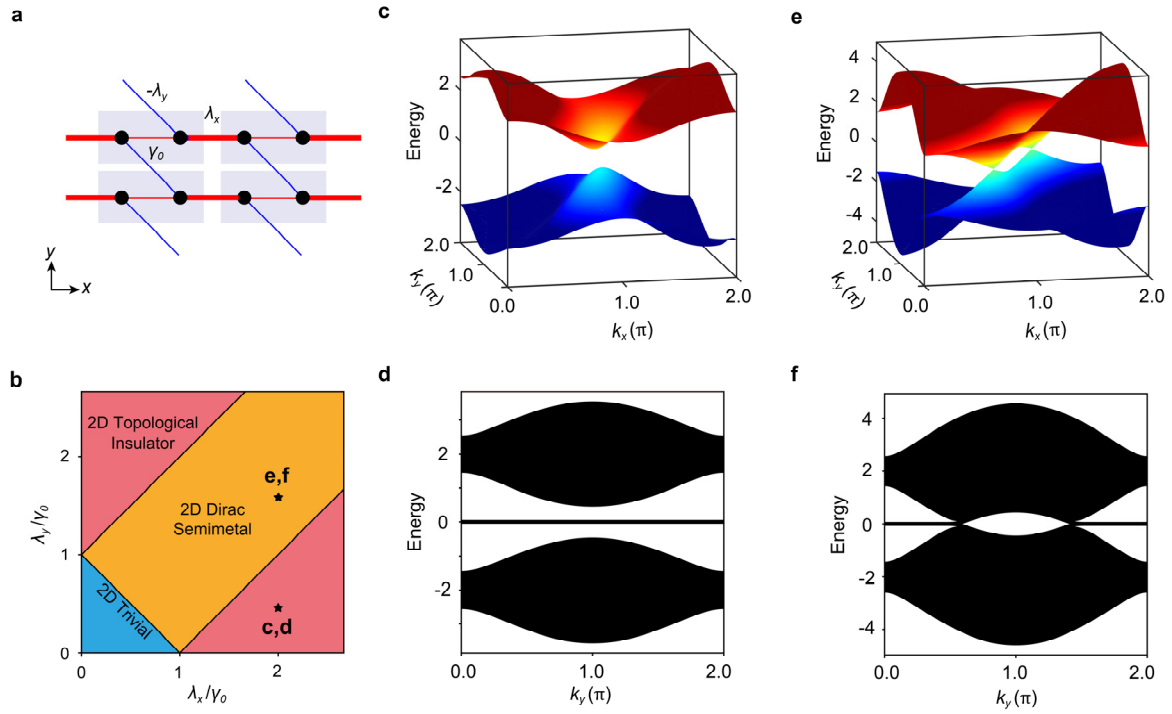 a
-λy
λx
γ0
y
x
b
2D Topological
Insulator
e,f
2D Dirac
Semimetal
2D Trivial
c,d
2
1
0
λy/γ0
0
1
2
λx/γ0
c
Energy
2
0
-2
2.0
1.0
0.0
ky(π)
1.0
2.0
kx(π)
d
Energy
2
0
-2
0.0
1.0
2.0
ky(π)
e
Energy
4
2
0
-2
-4
2.0
1.0
0.0
ky(π)
1.0
2.0
kx(π)
f
Energy
4
2
0
-2
-4
0.0
1.0
2.0
ky(π)